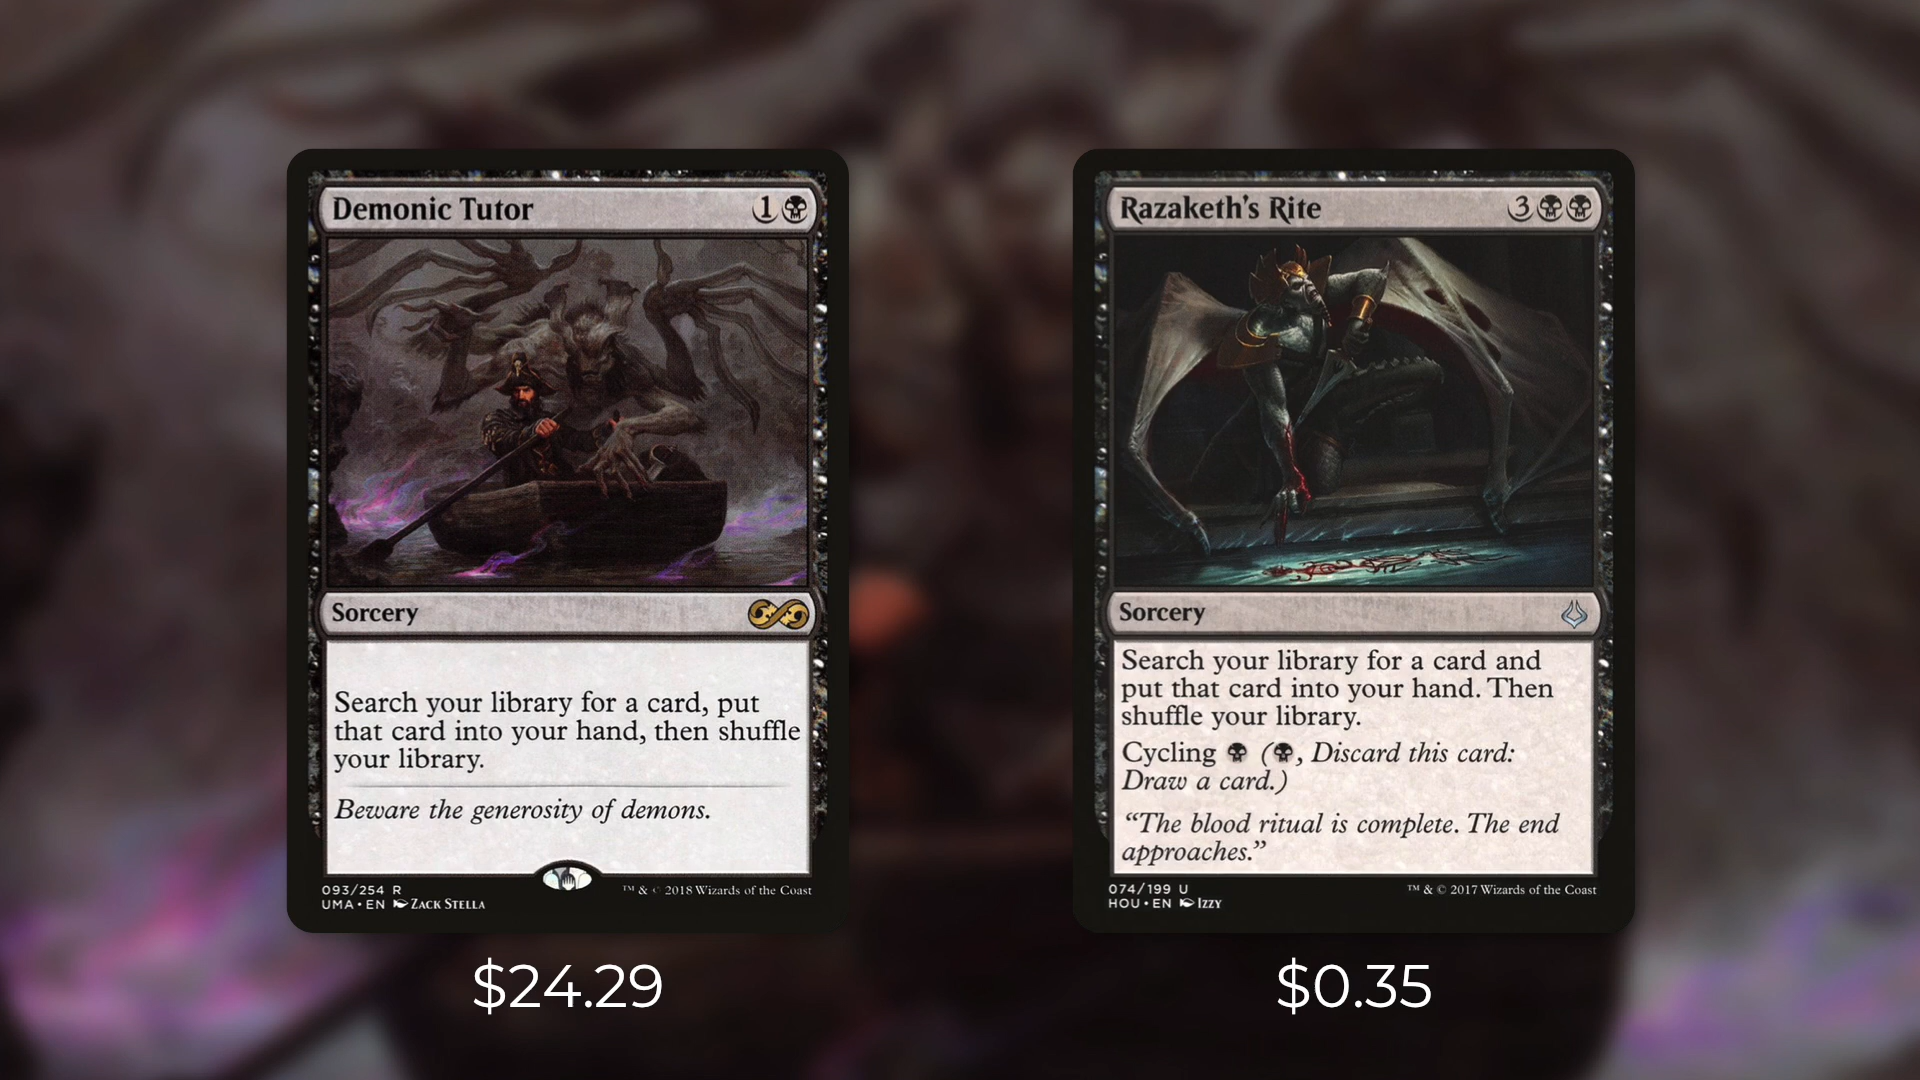 Demonic Tutor 1
Sorcery
Search your library for a card, put
that card into your hand, then shuffle
your library.
Beware the generosity of demons.
093/254 R
UMA • EN ZACK STELLA
™ & © 2018 Wizards of the Coast
$24.29
Razaketh's Rite 3
Sorcery
Search your library for a card and
put that card into your hand. Then
shuffle your library.
Cycling (, Discard this card:
Draw a card.)
“The blood ritual is complete. The end
approaches.”
074/199 U
HOU • EN IZZY
™ & © 2017 Wizards of the Coast
$0.35